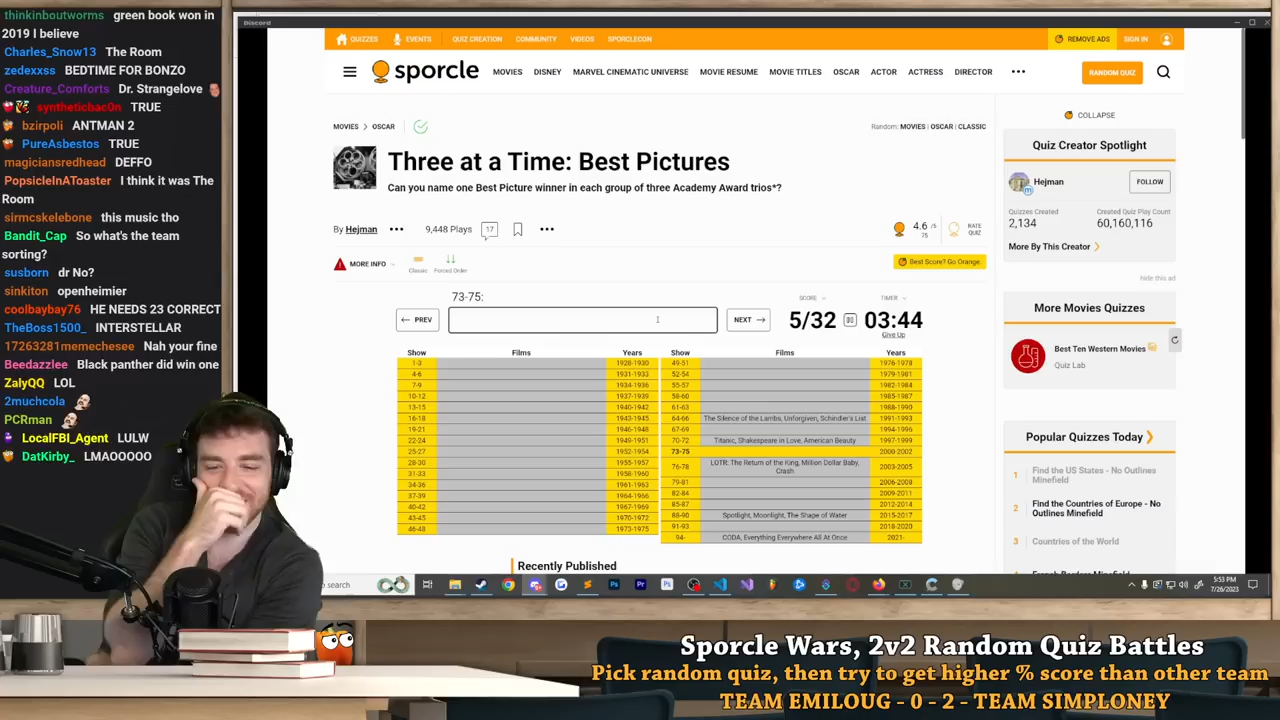 thinkinboutworms green book won in
2019 I believe
Charles_Snow13 The Room
zedexxss BEDTIME FOR BONZO
Creature_Comforts Dr. Strangelove
syntheticbac0n TRUE
bzirpoli ANTMAN 2
PureAsbestos TRUE
magiciansredhead DEFFO
PopsicleInAToaster I think it was The
Room
sirmcskelebone this music tho
Bandit_Cap So what's the team
sorting?
susborn dr No?
sinkiton openheimier
coolbaybay76 HE NEEDS 23 CORRECT
TheBoss1500_ INTERSTELLAR
17263281memechesee Nah your fine
Beedazzlee Black panther did win one
ZalyQQ LOL
2muchcola
PCRman
LocalFBI_Agent LULW
DatKirby_ LMAOOOOO
Discord
QUIZZES EVENTS QUIZ CREATION COMMUNITY VIDEOS SPORCLECON REMOVE ADS SIGN IN
sporcle MOVIES DISNEY MARVEL CINEMATIC UNIVERSE MOVIE RESUME MOVIE TITLES OSCAR ACTOR ACTRESS DIRECTOR RANDOM QUIZ
MOVIES > OSCAR Random: MOVIES | OSCAR | CLASSIC
Three at a Time: Best Pictures
Can you name one Best Picture winner in each group of three Academy Award trios*?
By Hejman 9,448 Plays 17 4.6 /5 75 RATE QUIZ
MORE INFO Classic Forced Order Best Score? Go Orange.
73-75:
← PREV NEXT → SCORE 5/32 TIMER 03:44
Give Up
Show Films Years Show Films Years
1-3 1928-1930 49-51 1976-1978
4-6 1931-1933 52-54 1979-1981
7-9 1934-1936 55-57 1982-1984
10-12 1937-1939 58-60 1985-1987
13-15 1940-1942 61-63 1988-1990
16-18 1943-1945 64-66 The Silence of the Lambs, Unforgiven, Schindler's List 1991-1993
19-21 1946-1948 67-69 1994-1996
22-24 1949-1951 70-72 Titanic, Shakespeare in Love, American Beauty 1997-1999
25-27 1952-1954 73-75 2000-2002
28-30 1955-1957 76-78 LOTR: The Return of the King, Million Dollar Baby, Crash 2003-2005
31-33 1958-1960
34-36 1961-1963 79-81 2006-2008
37-39 1964-1966 82-84 2009-2011
40-42 1967-1969 85-87 2012-2014
43-45 1970-1972 88-90 Spotlight, Moonlight, The Shape of Water 2015-2017
46-48 1973-1975 91-93 2018-2020
94- CODA, Everything Everywhere All At Once 2021-
Recently Published
COLLAPSE
Quiz Creator Spotlight
Hejman FOLLOW
Quizzes Created Created Quiz Play Count
2,134 60,160,116
More By This Creator >
hide this ad
More Movies Quizzes
Best Ten Western Movies
Quiz Lab
Popular Quizzes Today
1 Find the US States - No Outlines Minefield
2 Find the Countries of Europe - No Outlines Minefield
3 Countries of the World
search
5:53 PM
7/26/2023
Sporcle Wars, 2v2 Random Quiz Battles
Pick random quiz, then try to get higher % score than other team
TEAM EMILOUG - 0 - 2 - TEAM SIMPLONEY